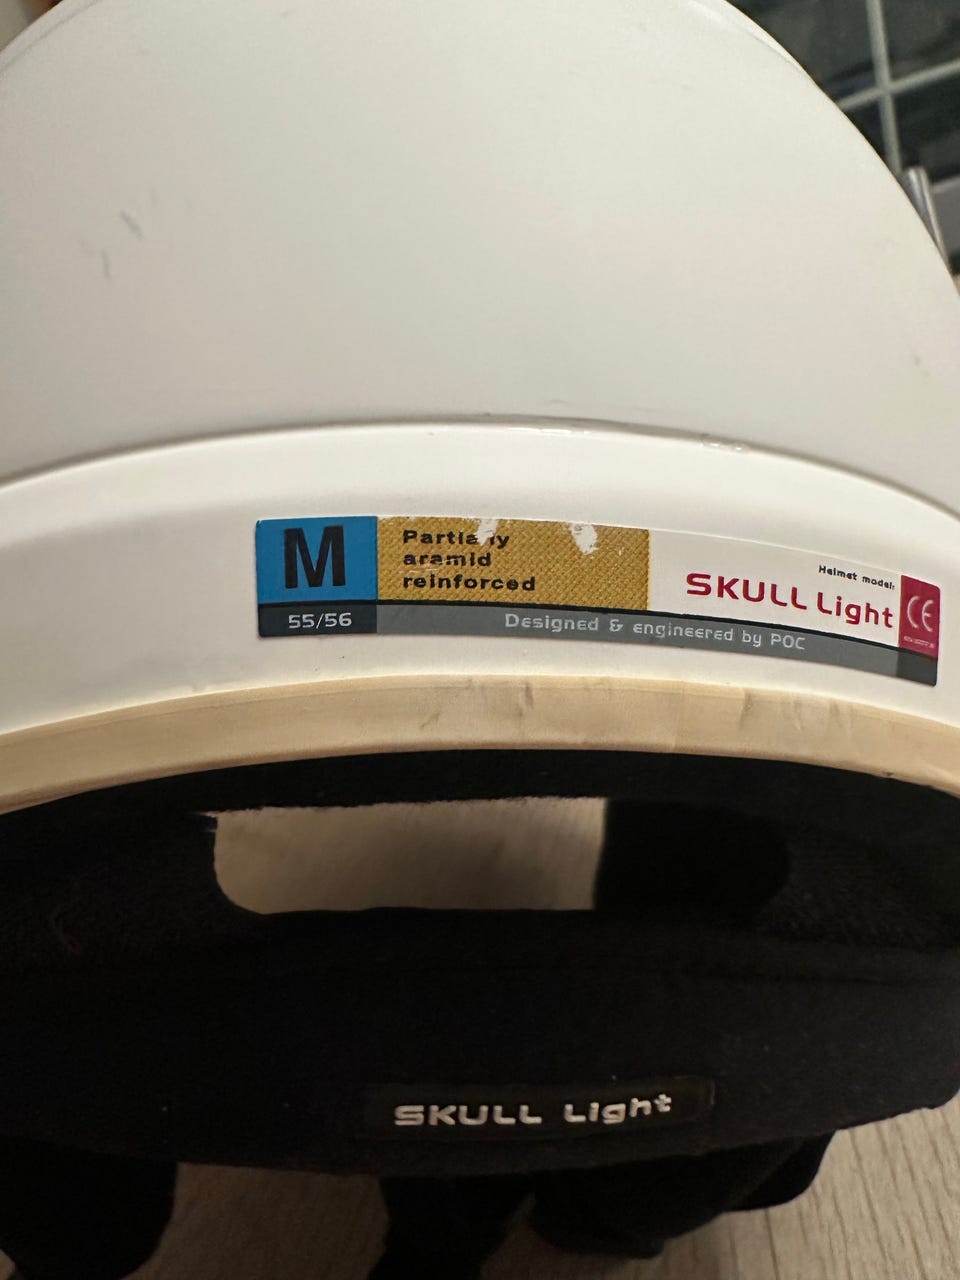 M
55/56
Partially
aramid
reinforced
Helmet model:
SKULL Light
CE
Designed & engineered by POC
SKULL Light